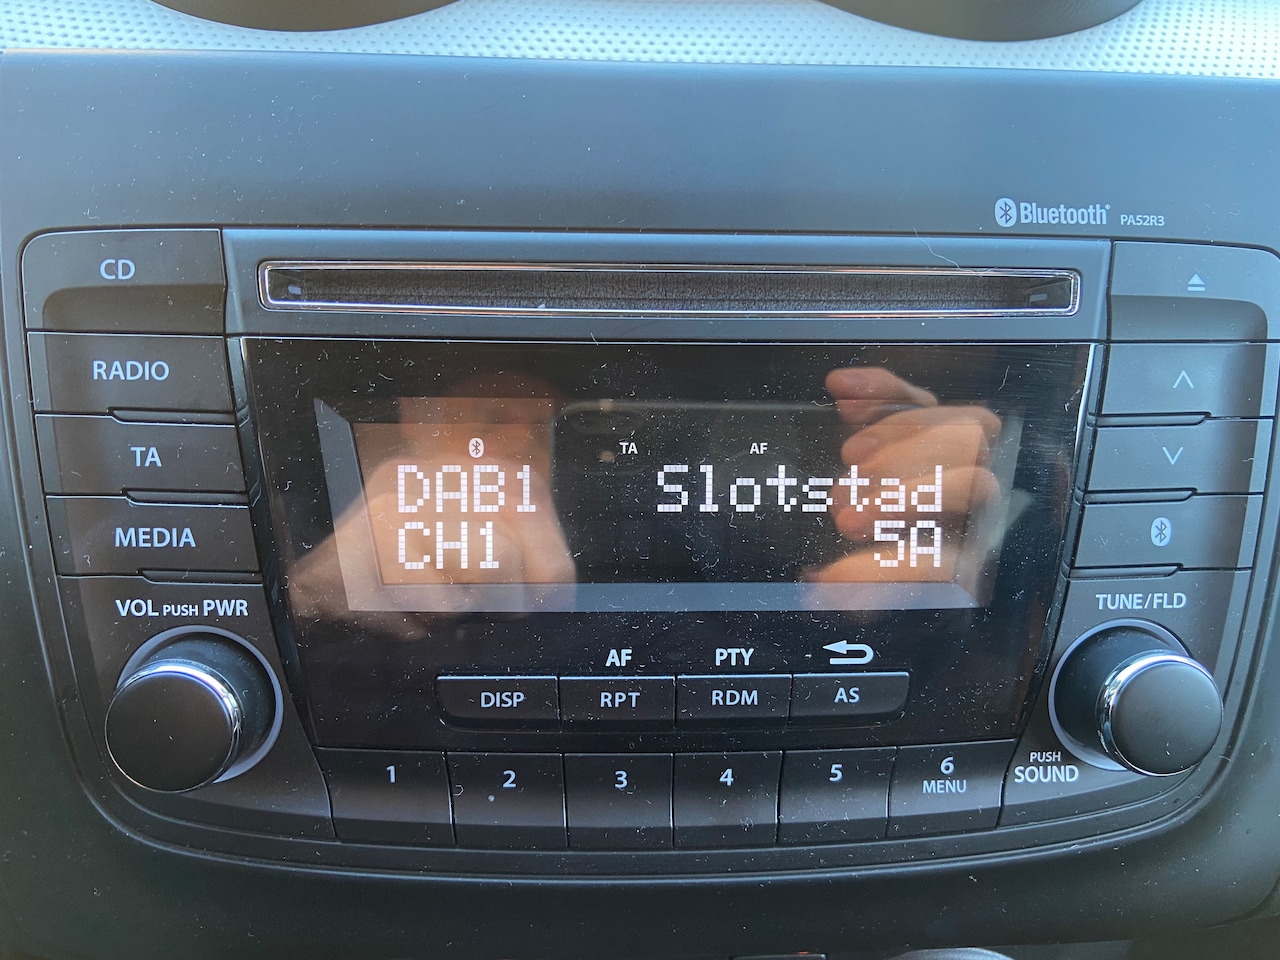 Bluetooth® PA52R3
CD
RADIO
TA
MEDIA
VOL PUSH PWR
TA AF
DAB1 Slotstad
CH1 5A
TUNE/FLD
AF PTY
DISP RPT RDM AS
1 2 3 4 5 6
MENU
PUSH
SOUND